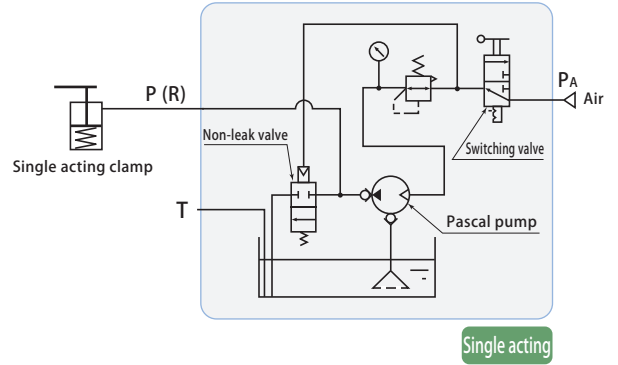 P (R)
PA
Air
Non-leak valve
Switching valve
Single acting clamp
T
Pascal pump
Single acting